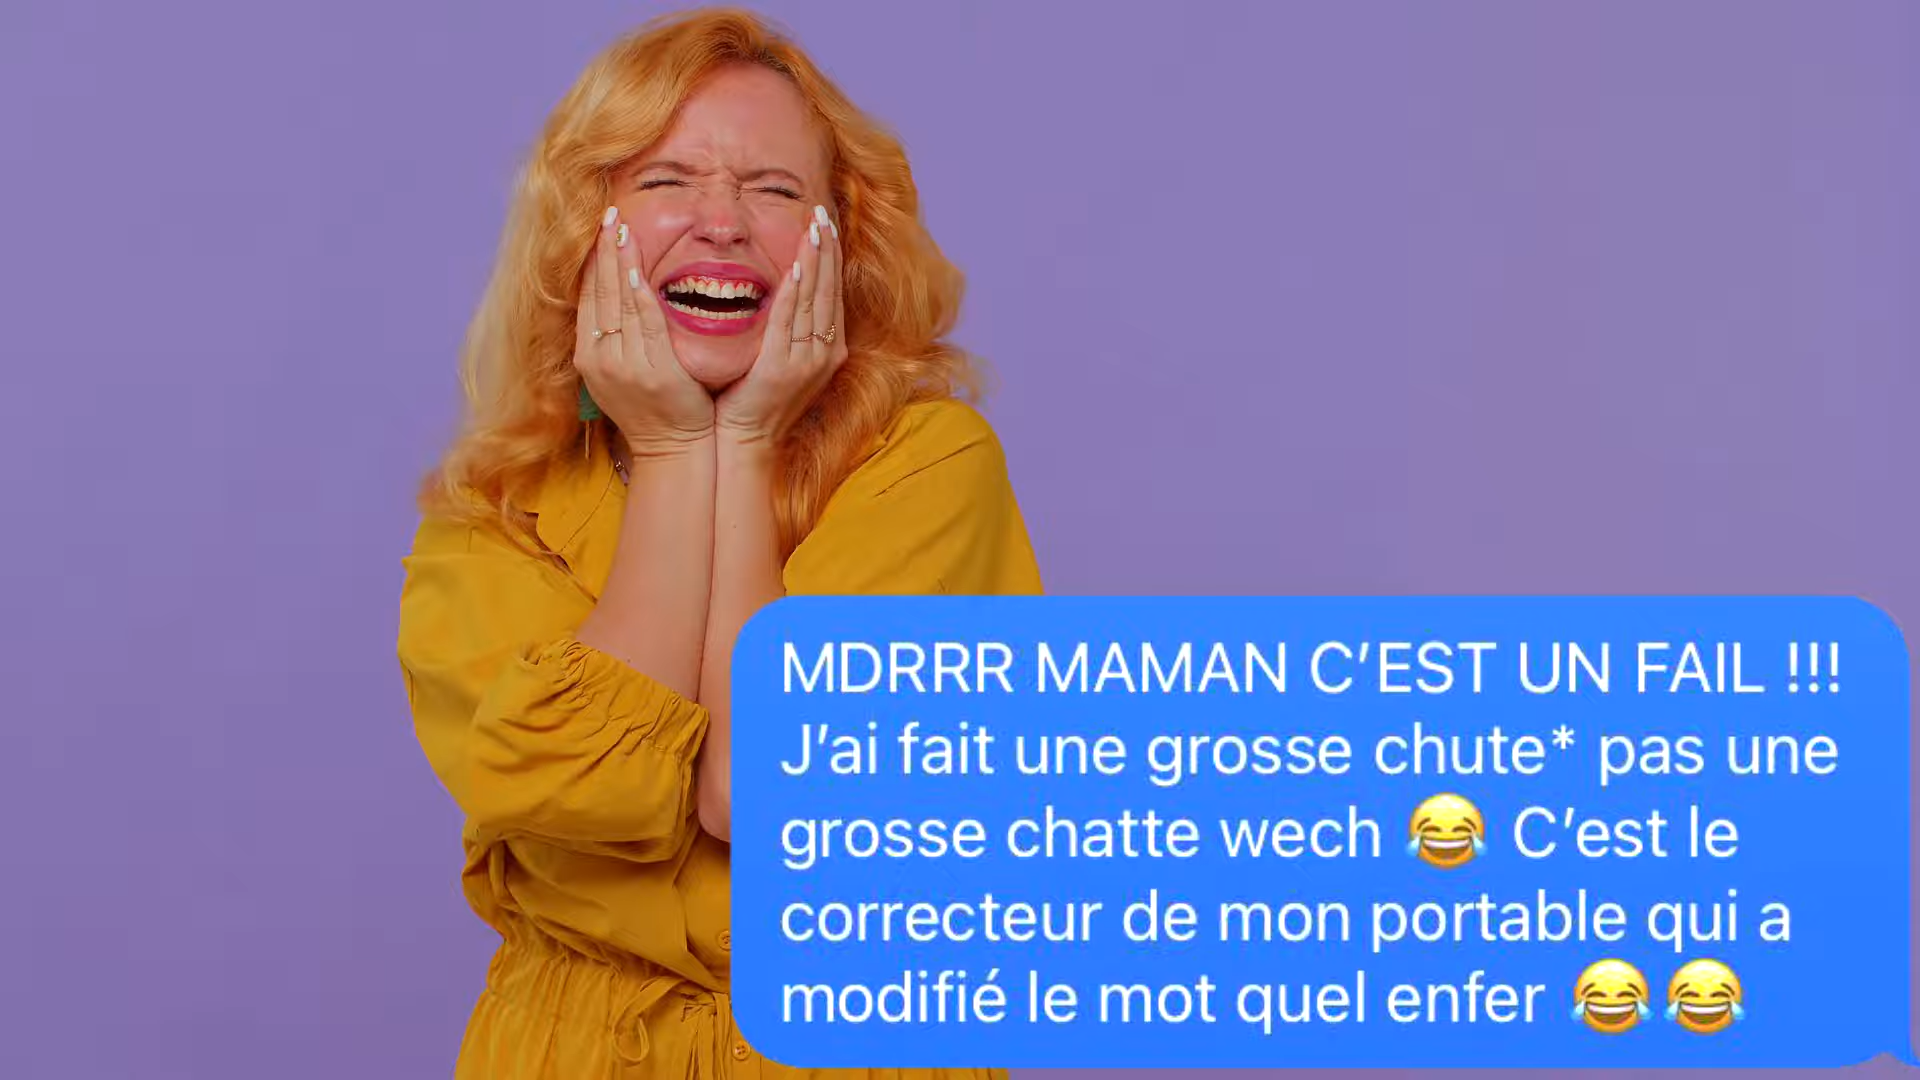 MDRRR MAMAN C'EST UN FAIL !!!
J'ai fait une grosse chute* pas une
grosse chatte wech 😂 C'est le
correcteur de mon portable qui a
modifié le mot quel enfer 😂😂